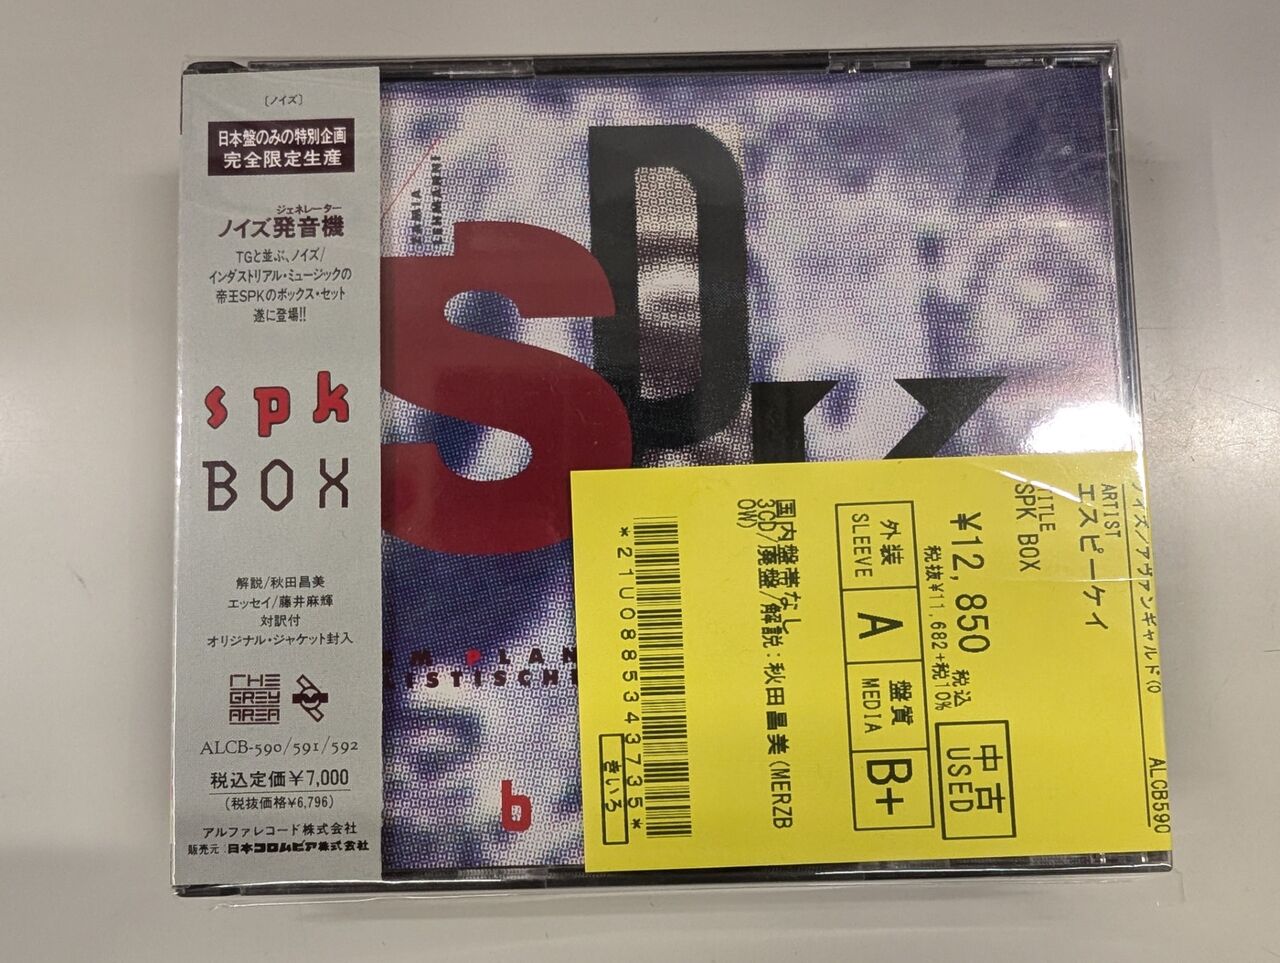 〔ノイズ〕
日本盤のみの特別企画
完全限定生産
ジェネレーター
ノイズ発音機
TGと並ぶ、ノイズ/
インダストリアル・ミュージックの
帝王SPKのボックス・セット
遂に登場!!
spk
BOX
解説/秋田昌美
エッセイ/藤井麻輝
対訳付
オリジナル・ジャケット封入
THE
GREY
AREA
ALCB-590/591/592
税込定価¥7,000
(税抜価格¥6,796)
アルファレコード株式会社
販売元:日本コロムビア株式会社
SPK
PLAN
LISTISCH
b
ノイズ/アヴァンギャルド(O
ALCB590
ARTIST
エスピーケイ
TITLE
SPK BOX
¥12,850 税込
税抜¥11,682+税10%
中古
USED
外装
SLEEVE
A
盤質
MEDIA
B+
国内盤帯なし
3CD/廃盤/解説:秋田昌美(MERZB
OW)
*21U0885343735*
きいろ